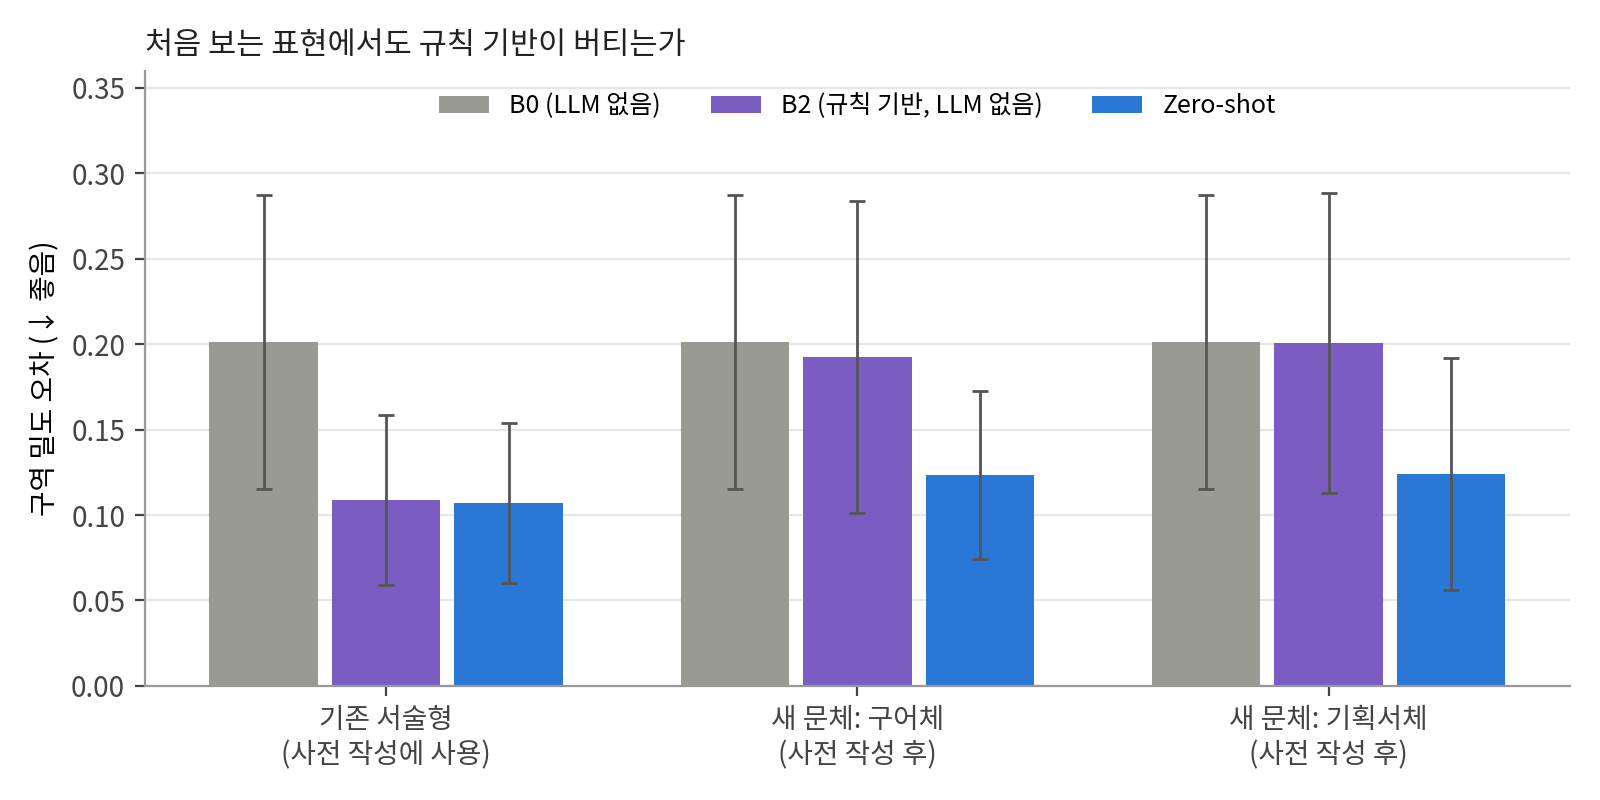 처음 보는 표현에서도 규칙 기반이 버티는가
B0 (LLM 없음)
B2 (규칙 기반, LLM 없음)
Zero-shot
구역 밀도 오차 (↓ 좋음)
0.35
0.30
0.25
0.20
0.15
0.10
0.05
0.00
기존 서술형
(사전 작성에 사용)
새 문체: 구어체
(사전 작성 후)
새 문체: 기획서체
(사전 작성 후)